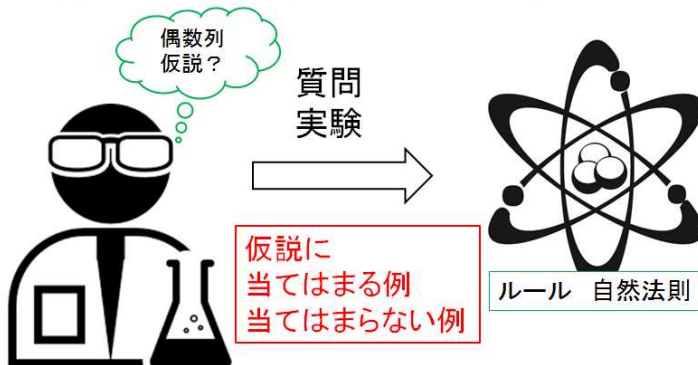 偶数列
仮説？
質問
実験
仮説に
当てはまる例
当てはまらない例
ルール 自然法則